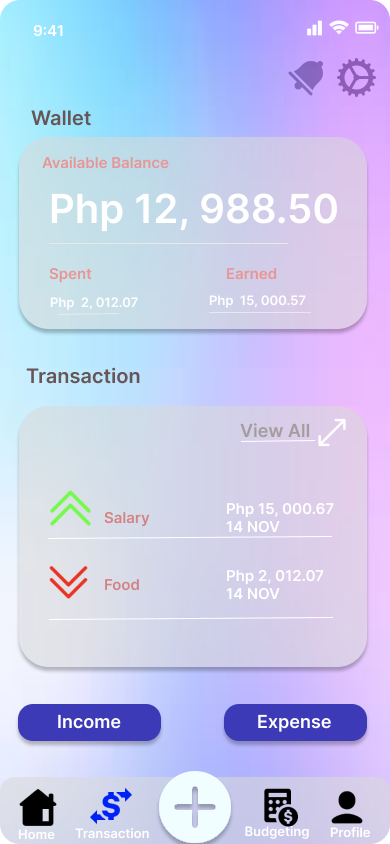 9:41
Wallet
Available Balance
Php 12, 988.50
Spent
Earned
Php 2, 012.07
Php 15, 000.57
Transaction
View All
Salary
Php 15, 000.67
14 NOV
Food
Php 2, 012.07
14 NOV
Income
Expense
Home
Transaction
Budgeting
Profile